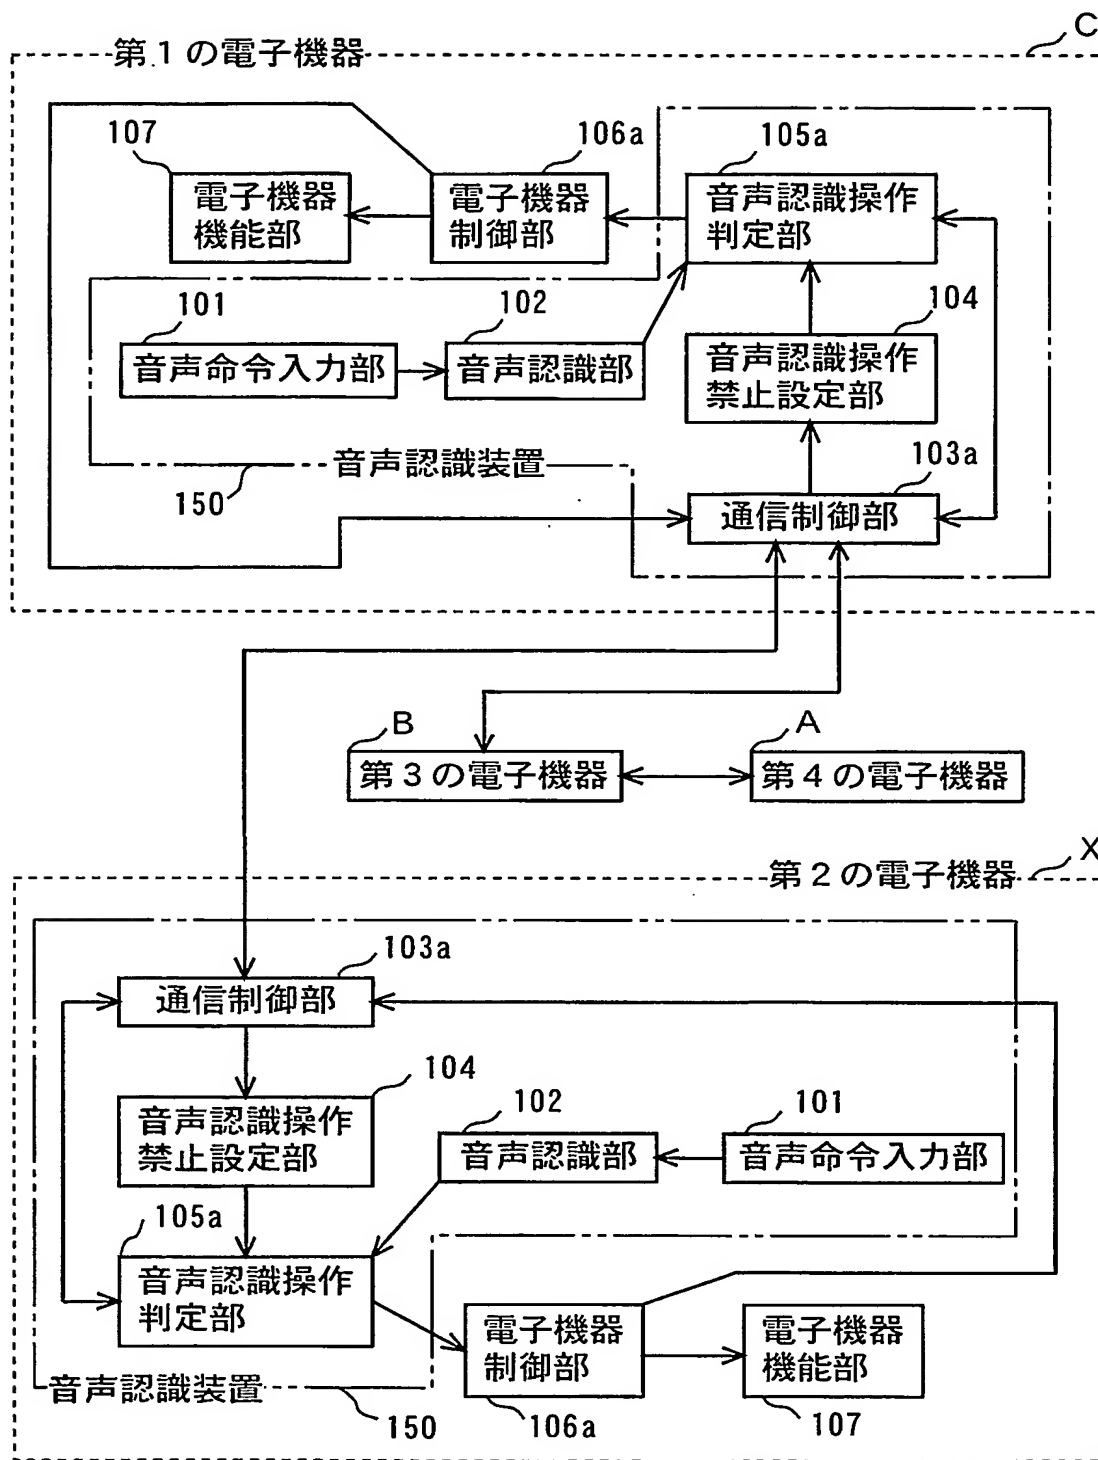 C
第1の電子機器
107
106a
105a
電子機器
機能部
電子機器
制御部
音声認識操作
判定部
101
102
104
音声命令入力部
音声認識部
音声認識操作
禁止設定部
音声認識装置
150
103a
通信制御部
B
A
第3の電子機器
第4の電子機器
X
第2の電子機器
103a
通信制御部
104
102
101
音声認識操作
禁止設定部
音声認識部
音声命令入力部
105a
音声認識操作
判定部
電子機器
制御部
電子機器
機能部
音声認識装置
150
106a
107